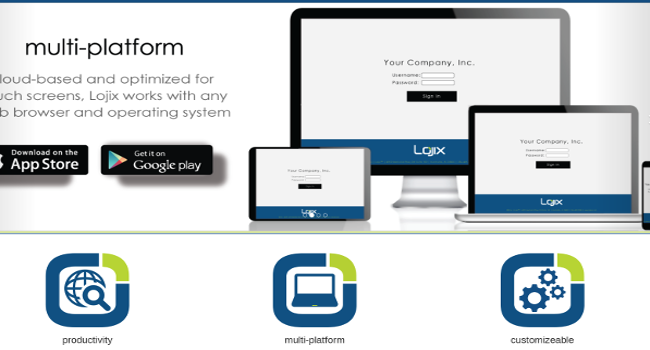 multi-platform
loud-based and optimized for
uch screens, Lojix works with any
b browser and operating system
Download on the
App Store
Get it on
Google play
Your Company, Inc.
Username:
Password:
Sign In
Lojix
Your Company, Inc.
Username:
Password:
Sign In
Lojix
Your Company, Inc.
Lojix
productivity
multi-platform
customizeable